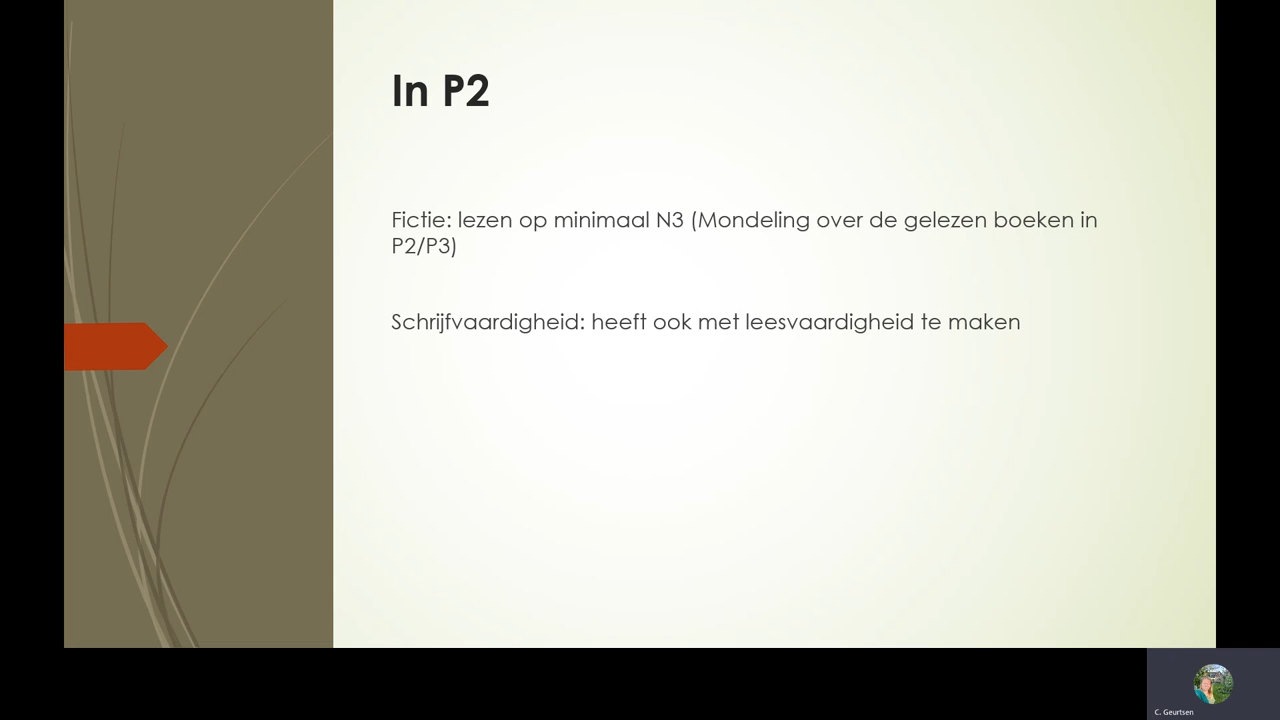 In P2
Fictie: lezen op minimaal N3 (Mondeling over de gelezen boeken in
P2/P3)
Schrijfvaardigheid: heeft ook met leesvaardigheid te maken
C. Geurtsen